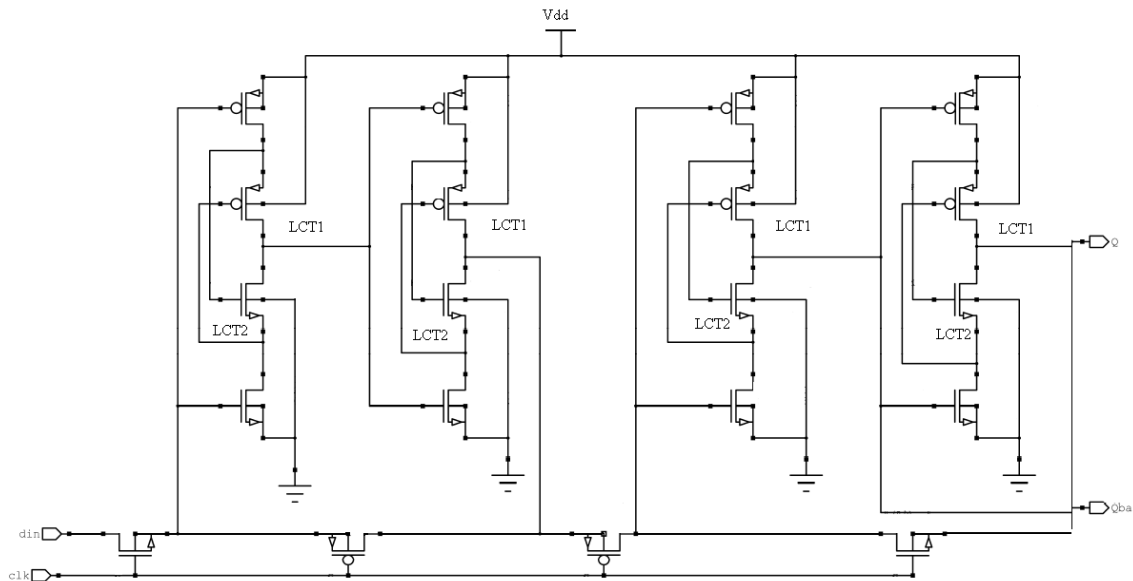 Vdd
LCT1
LCT1
LCT1
LCT1
LCT2
LCT2
LCT2
LCT2
Q
Qba
din
clk